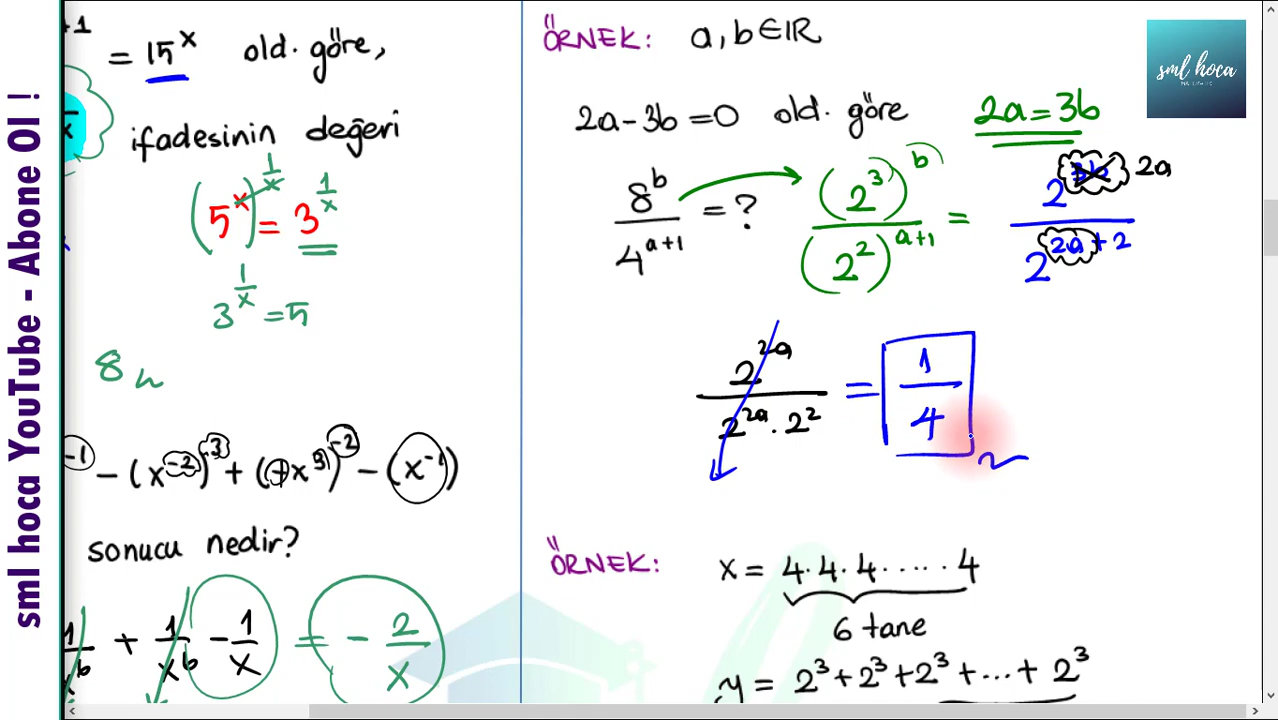 sml hoca YouTube - Abone Ol !
+1
= 15^x old. göre,
ifadesinin değeri
(5^x)^{1/x} = 3^{1/x}
3^{1/x} = 5
8
-1 - (x^{-2})^{-3} + (+x^3)^{-2} - (x^{-1})
sonucu nedir?
1/x^6 + 1/x^6 - 1/x = - 2/x
ÖRNEK: a, b ∈ IR
sml hoca
2a - 3b = 0 old. göre 2a = 3b
8^b / 4^{a+1} = ? (2^3)^b / (2^2)^{a+1} = 2^{3b} 2a / 2^{2a+2}
2^{2a} / 2^{2a} . 2^2 = 1/4
ÖRNEK: x = 4.4.4.....4
6 tane
y = 2^3 + 2^3 + 2^3 + ... + 2^3